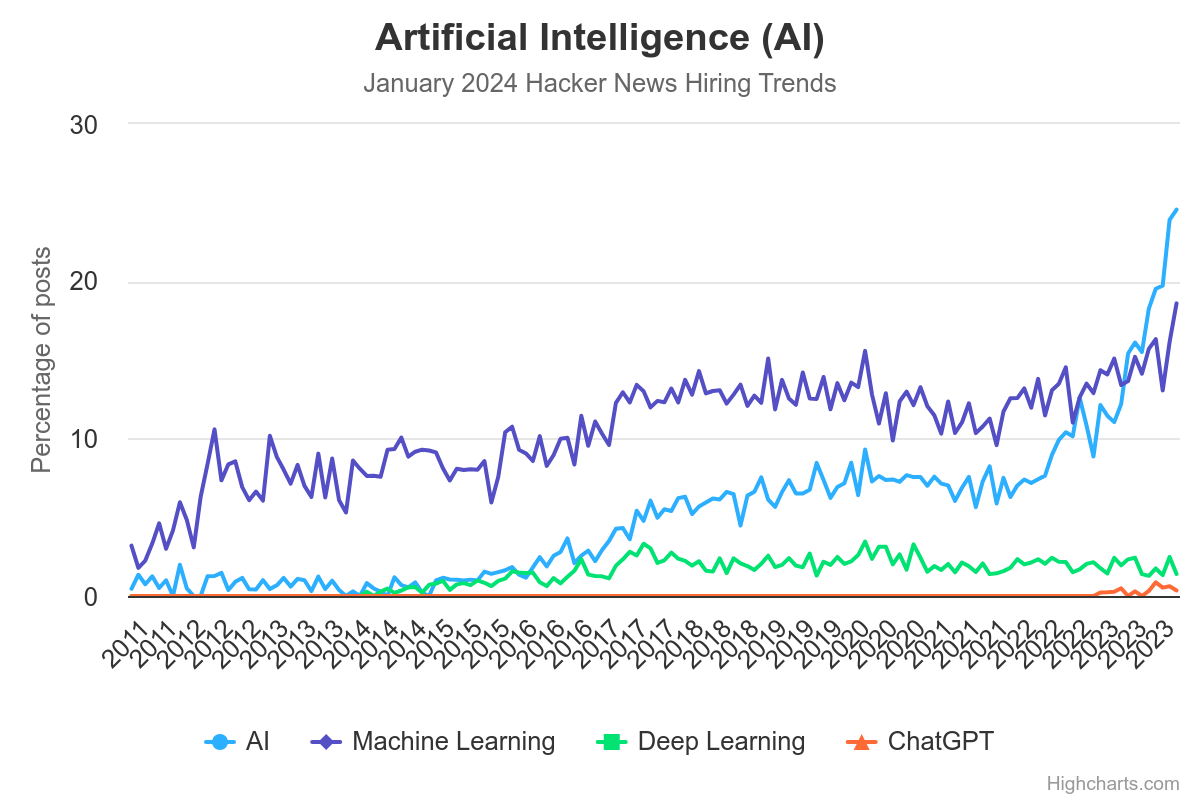 Artificial Intelligence (AI)
January 2024 Hacker News Hiring Trends
Percentage of posts
30
20
10
0
2011 2011 2012 2012 2012 2013 2013 2013 2014 2014 2014 2015 2015 2015 2016 2016 2016 2017 2017 2017 2018 2018 2018 2019 2019 2019 2020 2020 2020 2021 2021 2021 2022 2022 2022 2023 2023 2023
AI Machine Learning Deep Learning ChatGPT
Highcharts.com